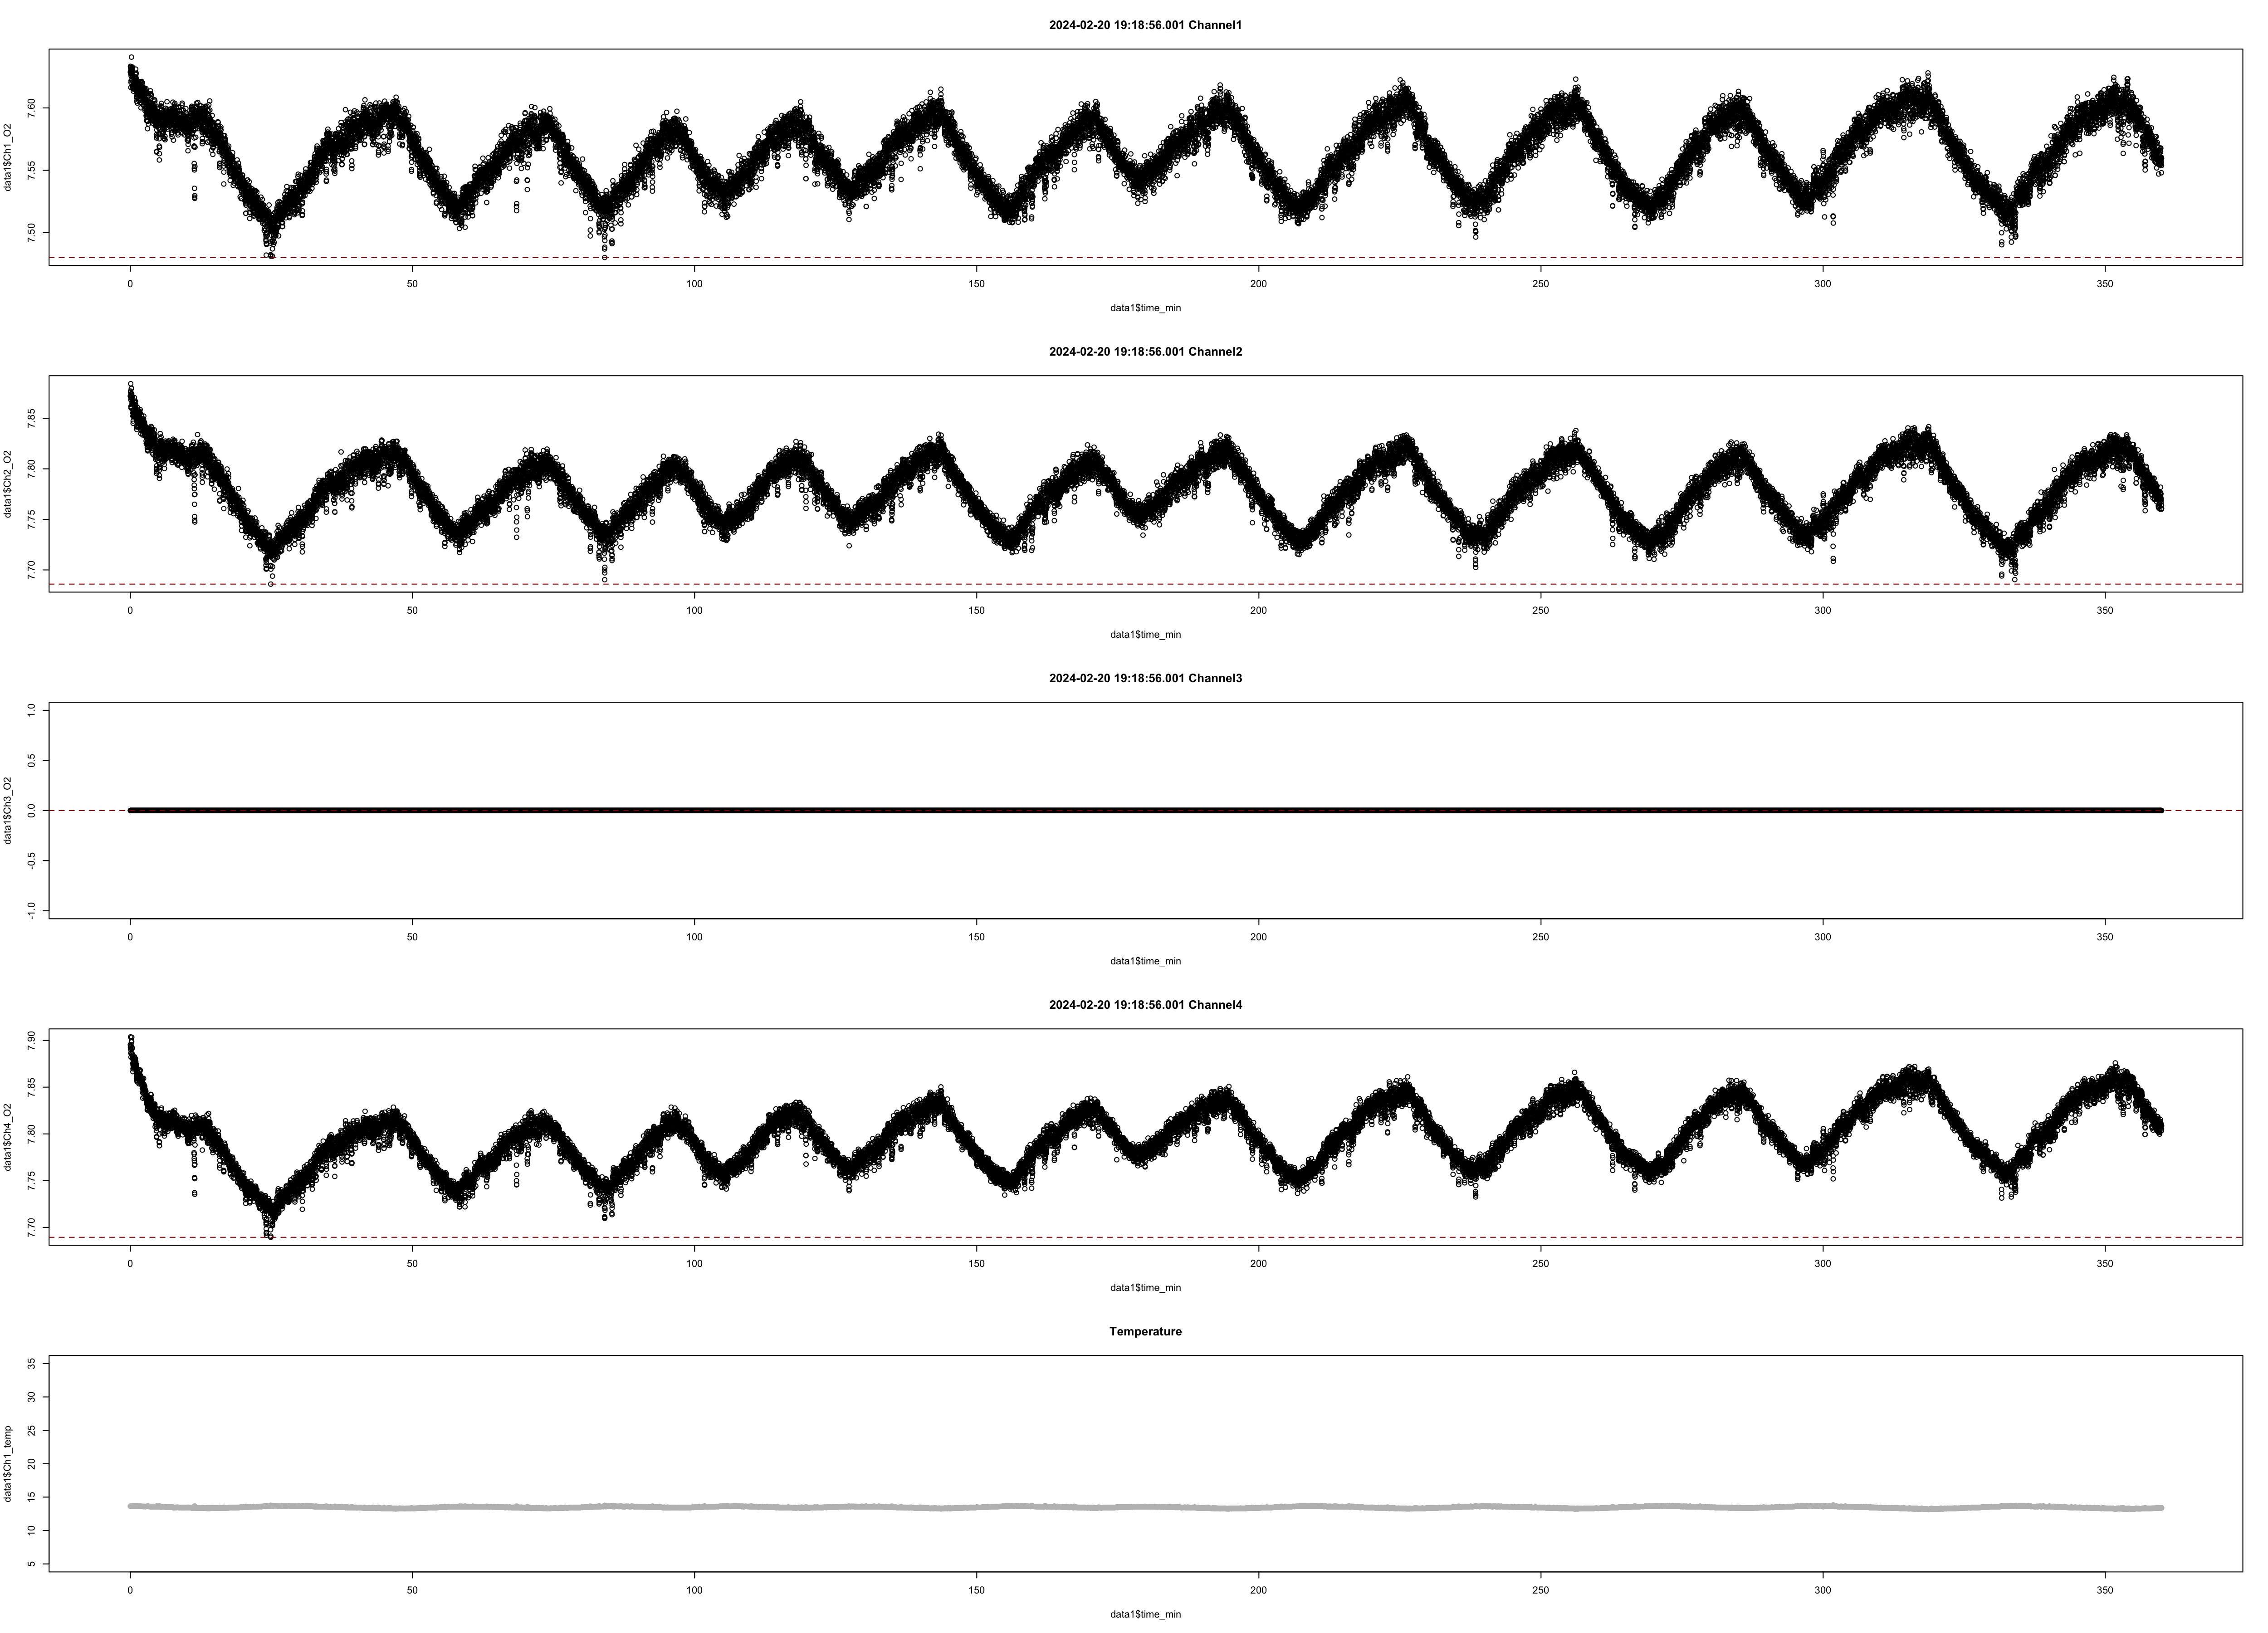 2024-02-20 19:18:56.001 Channel1
data1$Ch1_O2
7.60
7.55
7.50
0 50 100 150 200 250 300 350
data1$time_min
2024-02-20 19:18:56.001 Channel2
data1$Ch2_O2
7.85
7.80
7.75
7.70
0 50 100 150 200 250 300 350
data1$time_min
2024-02-20 19:18:56.001 Channel3
data1$Ch3_O2
1.0
0.5
0.0
-0.5
-1.0
0 50 100 150 200 250 300 350
data1$time_min
2024-02-20 19:18:56.001 Channel4
data1$Ch4_O2
7.90
7.85
7.80
7.75
7.70
0 50 100 150 200 250 300 350
data1$time_min
Temperature
data1$Ch1_temp
35
30
25
20
15
10
5
0 50 100 150 200 250 300 350
data1$time_min